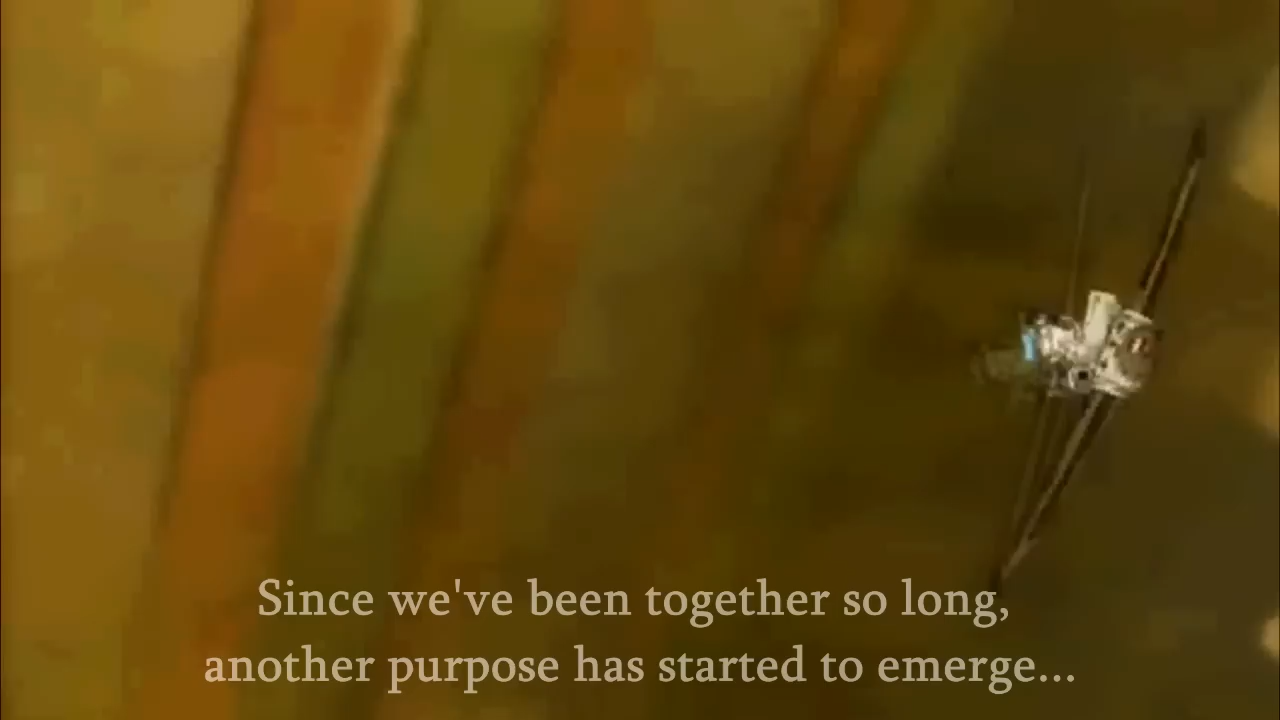 Since we've been together so long,
another purpose has started to emerge...